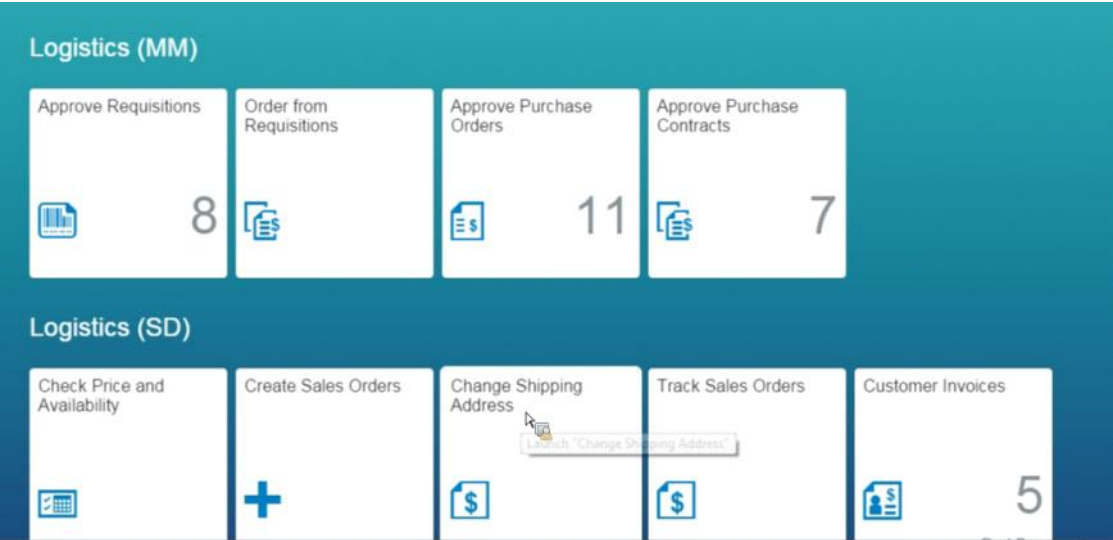 Logistics (MM)
Approve Requisitions
8
Order from
Requisitions
Approve Purchase
Orders
11
Approve Purchase
Contracts
7
Logistics (SD)
Check Price and
Availability
Create Sales Orders
Change Shipping
Address
Launch "Change Shipping Address"
Track Sales Orders
Customer Invoices
5